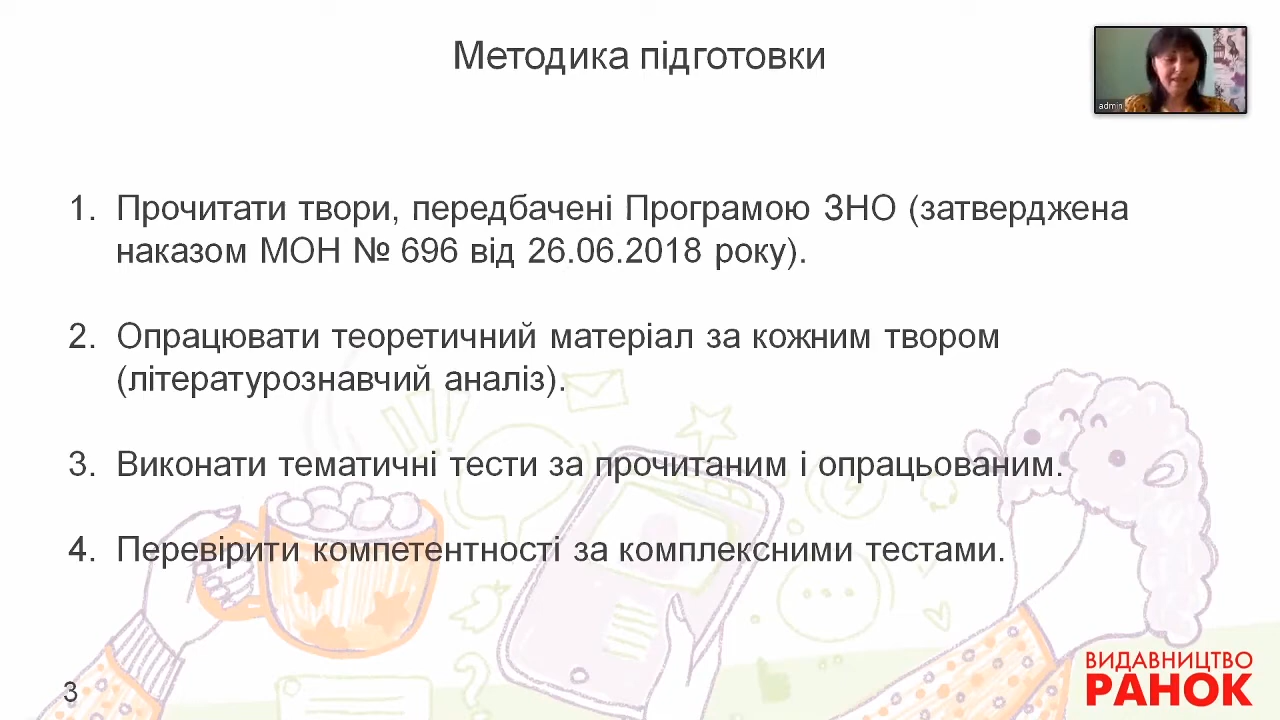 Методика підготовки
admin
1. Прочитати твори, передбачені Програмою ЗНО (затверджена
наказом МОН № 696 від 26.06.2018 року).
2. Опрацювати теоретичний матеріал за кожним твором
(літературознавчий аналіз).
3. Виконати тематичні тести за прочитаним і опрацьованим.
4. Перевірити компетентності за комплексними тестами.
3
ВИДАВНИЦТВО
РАНОК